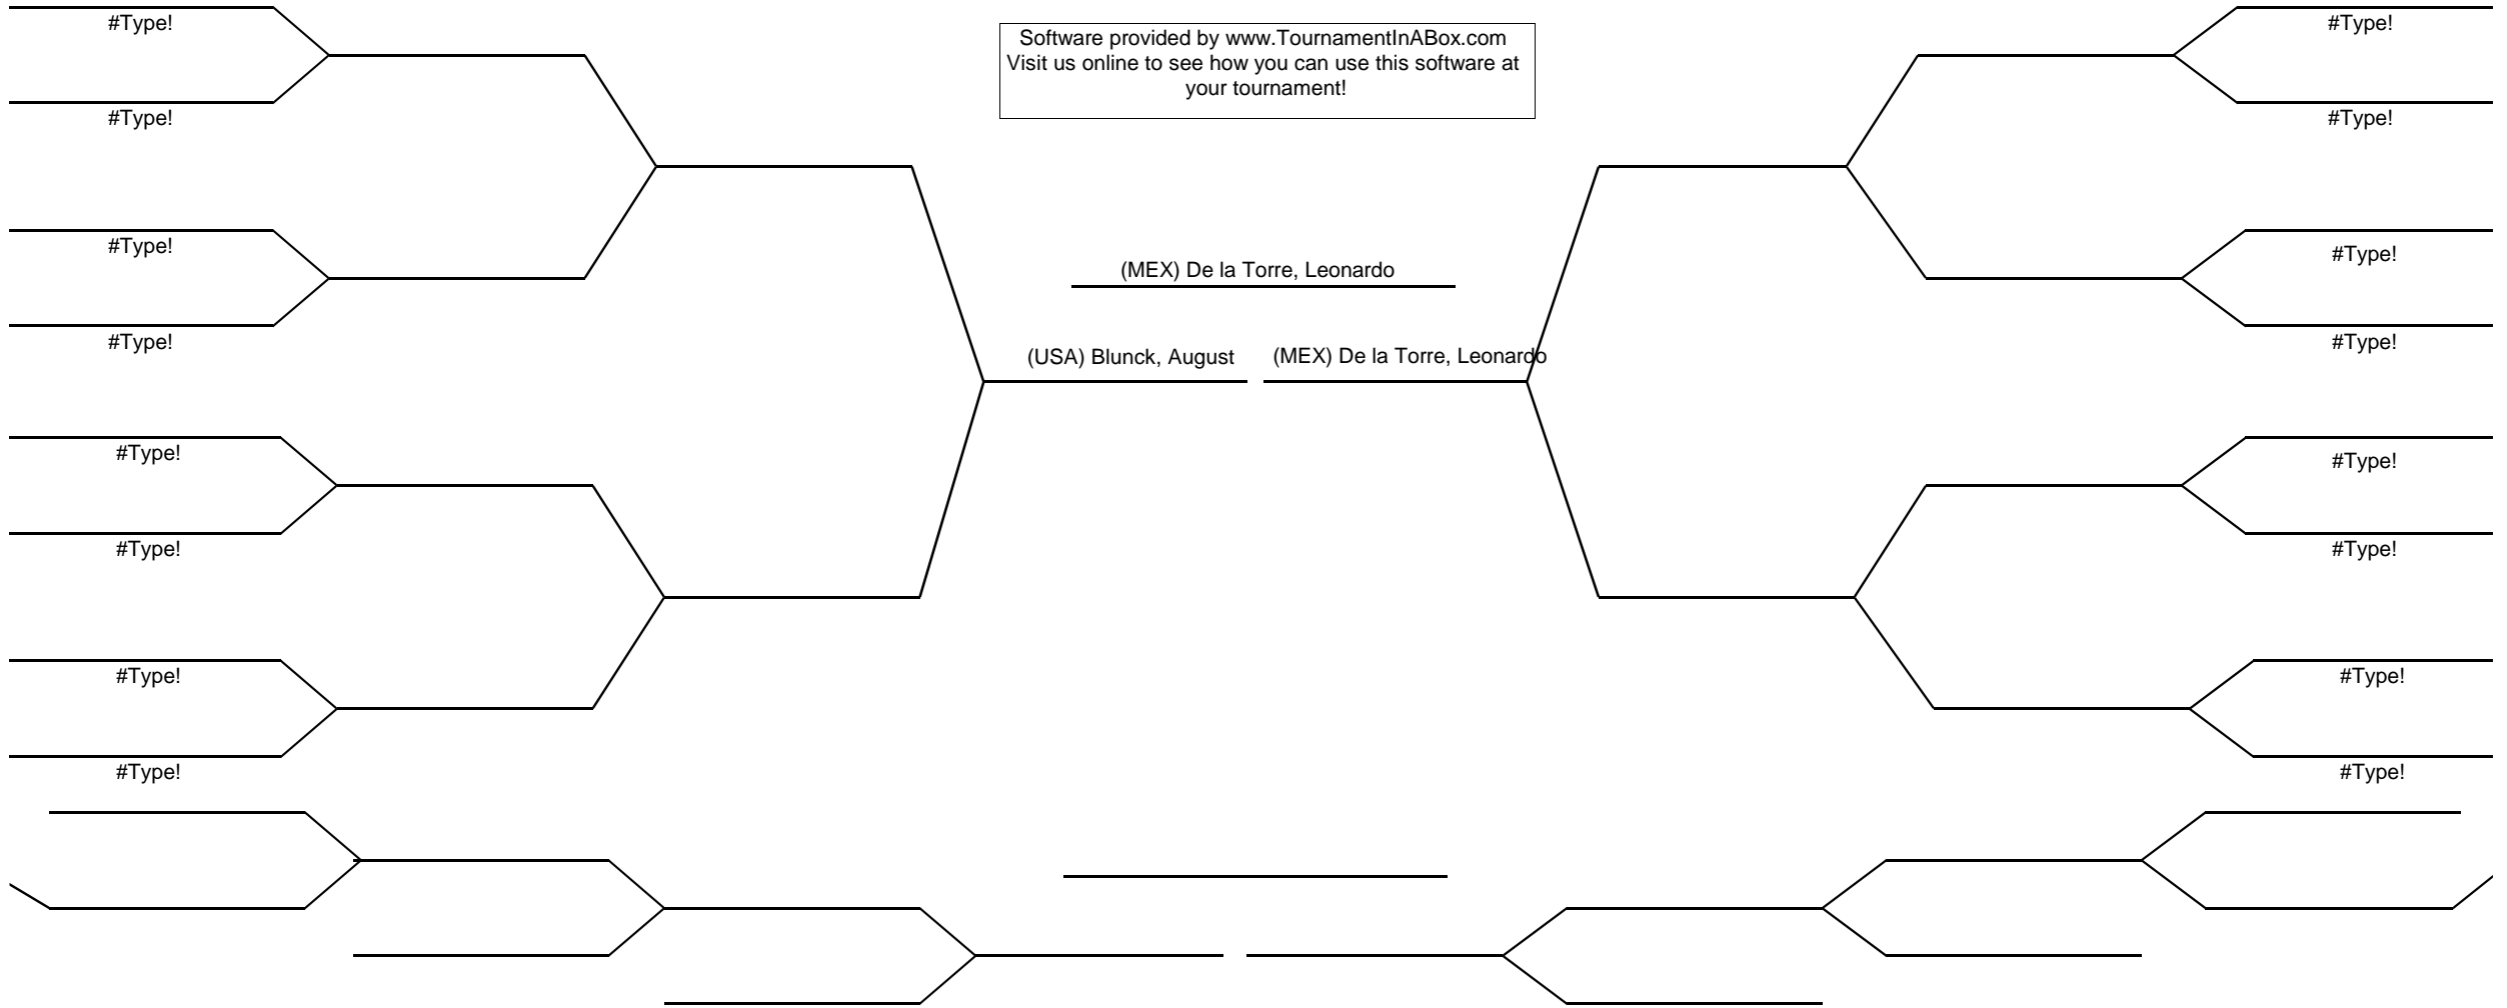 #Type!
#Type!
Software provided by www.TournamentInABox.com
Visit us online to see how you can use this software at
your tournament!
#Type!
#Type!
#Type!
#Type!
(MEX) De la Torre, Leonardo
#Type!
#Type!
(USA) Blunck, August
(MEX) De la Torre, Leonardo
#Type!
#Type!
#Type!
#Type!
#Type!
#Type!
#Type!
#Type!